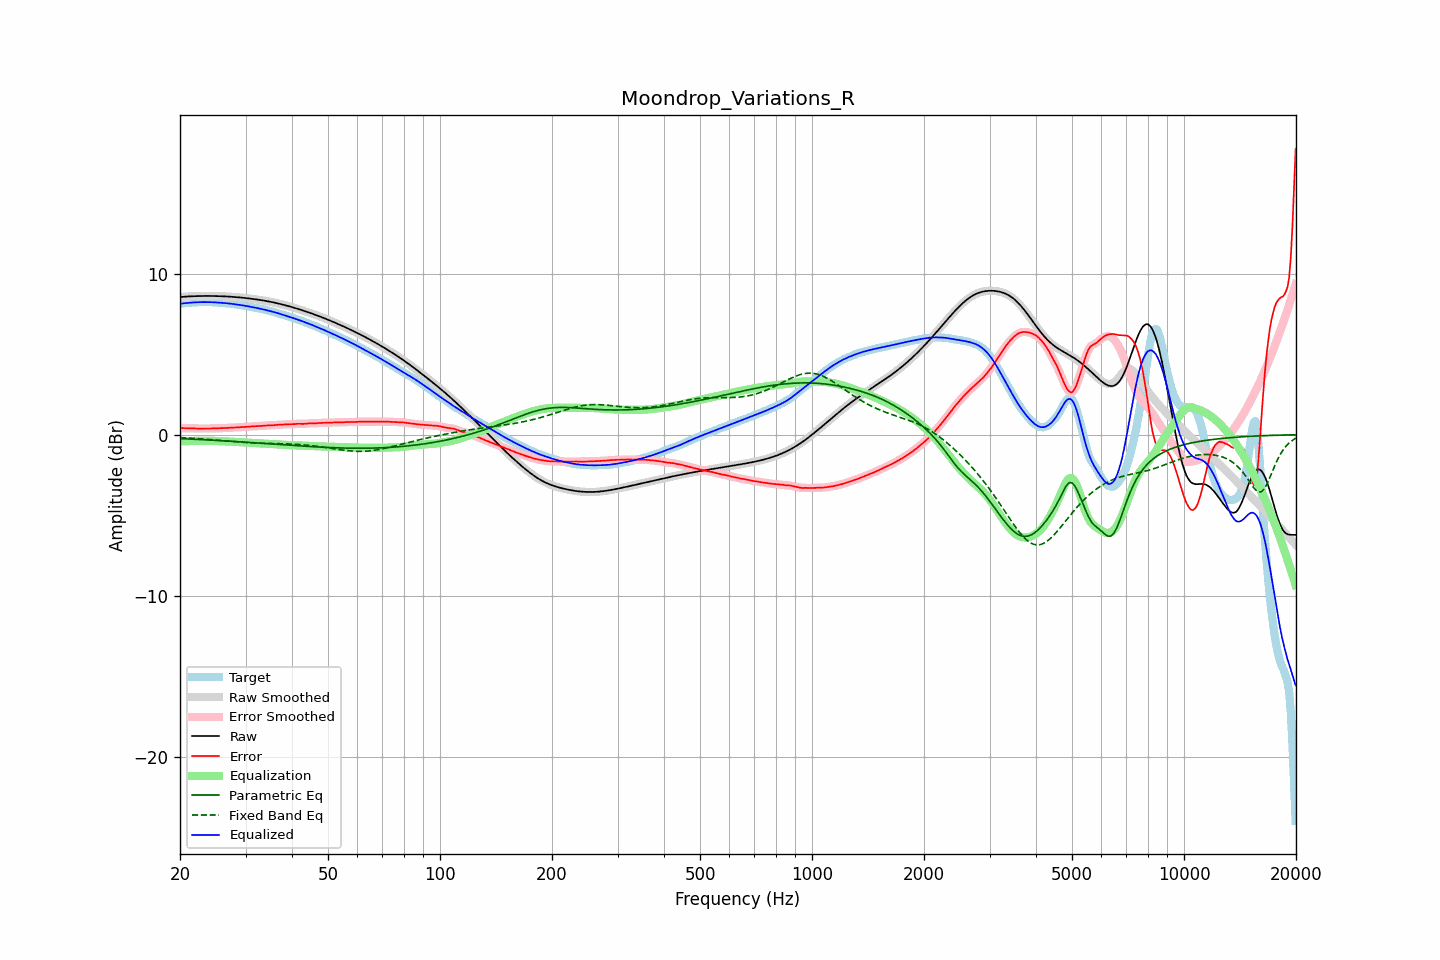 Moondrop_Variations_R
Amplitude (dBr)
10
0
−10
−20
Target
Raw Smoothed
Error Smoothed
Raw
Error
Equalization
Parametric Eq
Fixed Band Eq
Equalized
20 50 100 200 500 1000 2000 5000 10000 20000
Frequency (Hz)